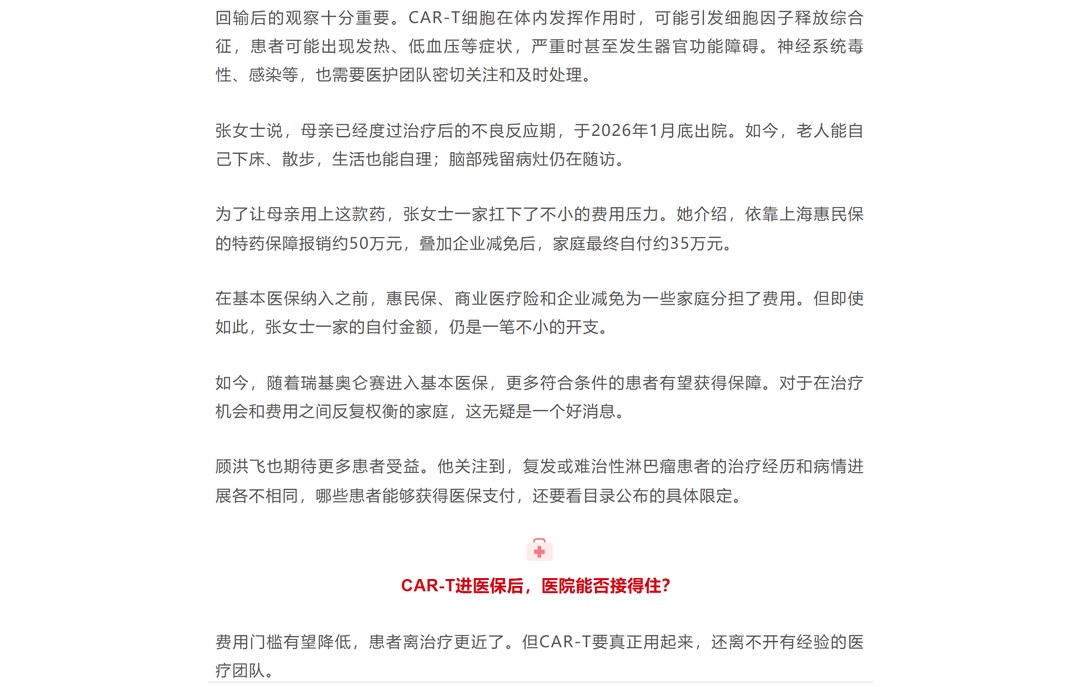 回输后的观察十分重要。CAR-T细胞在体内发挥作用时，可能引发细胞因子释放综合
征，患者可能出现发热、低血压等症状，严重时甚至发生器官功能障碍。神经系统毒
性、感染等，也需要医护团队密切关注和及时处理。
张女士说，母亲已经度过治疗后的不良反应期，于2026年1月底出院。如今，老人能自
己下床、散步，生活也能自理；脑部残留病灶仍在随访。
为了让母亲用上这款药，张女士一家扛下了不小的费用压力。她介绍，依靠上海惠民保
的特药保障报销约50万元，叠加企业减免后，家庭最终自付约35万元。
在基本医保纳入之前，惠民保、商业医疗险和企业减免为一些家庭分担了费用。但即使
如此，张女士一家的自付金额，仍是一笔不小的开支。
如今，随着瑞基奥仑赛进入基本医保，更多符合条件的患者有望获得保障。对于在治疗
机会和费用之间反复权衡的家庭，这无疑是一个好消息。
顾洪飞也期待更多患者受益。他关注到，复发或难治性淋巴瘤患者的治疗经历和病情进
展各不相同，哪些患者能够获得医保支付，还要看目录公布的具体限定。
CAR-T进医保后，医院能否接得住？
费用门槛有望降低，患者离治疗更近了。但CAR-T要真正用起来，还离不开有经验的医
疗团队。